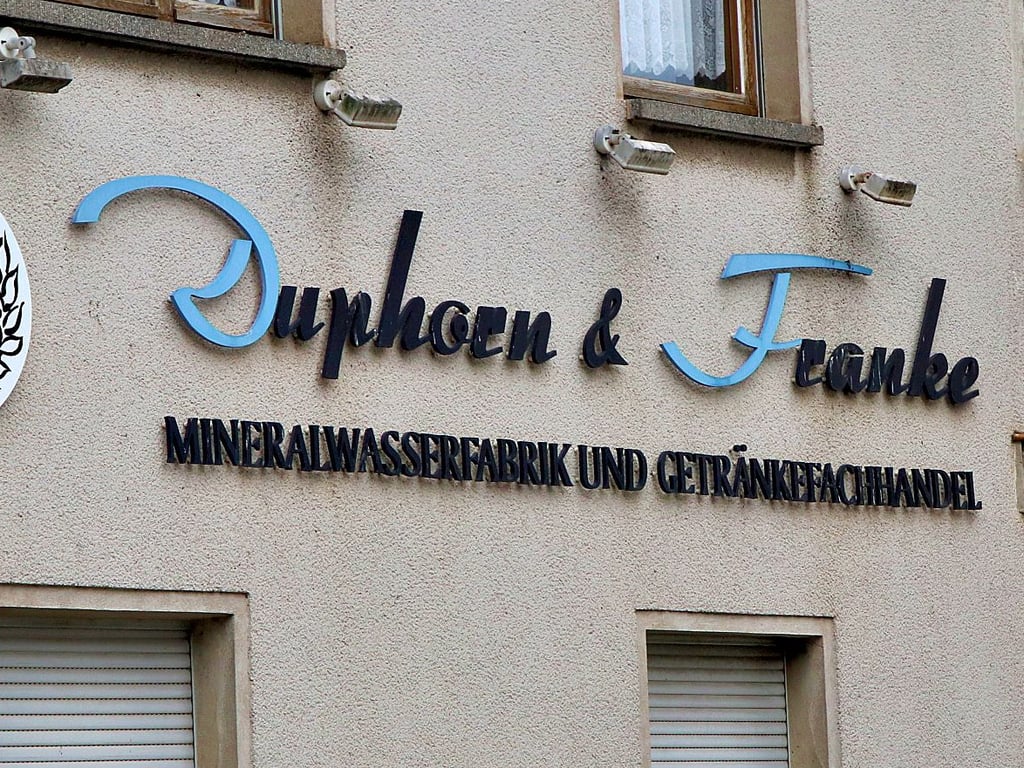 Duphorn & Franke
MINERALWASSERFABRIK UND GETRÄNKEFACHHANDEL